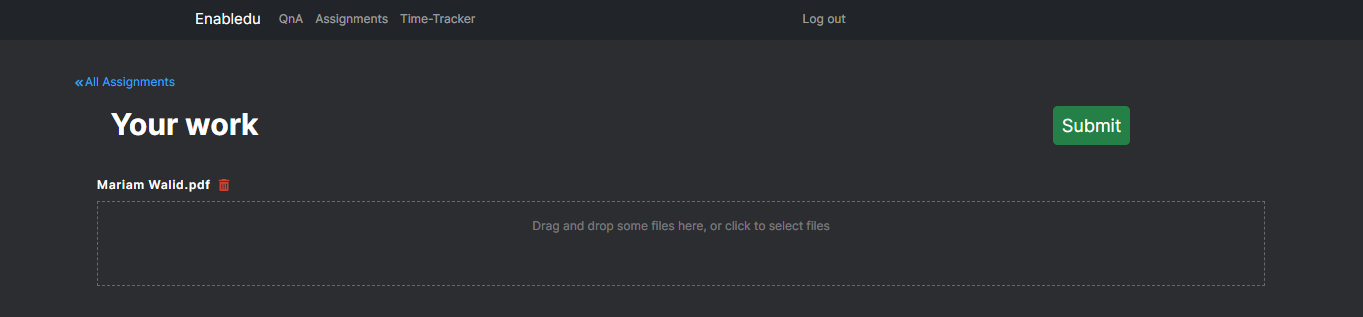 Enabledu QnA Assignments Time-Tracker Log out
«All Assignments
Your work Submit
Mariam Walid.pdf
Drag and drop some files here, or click to select files